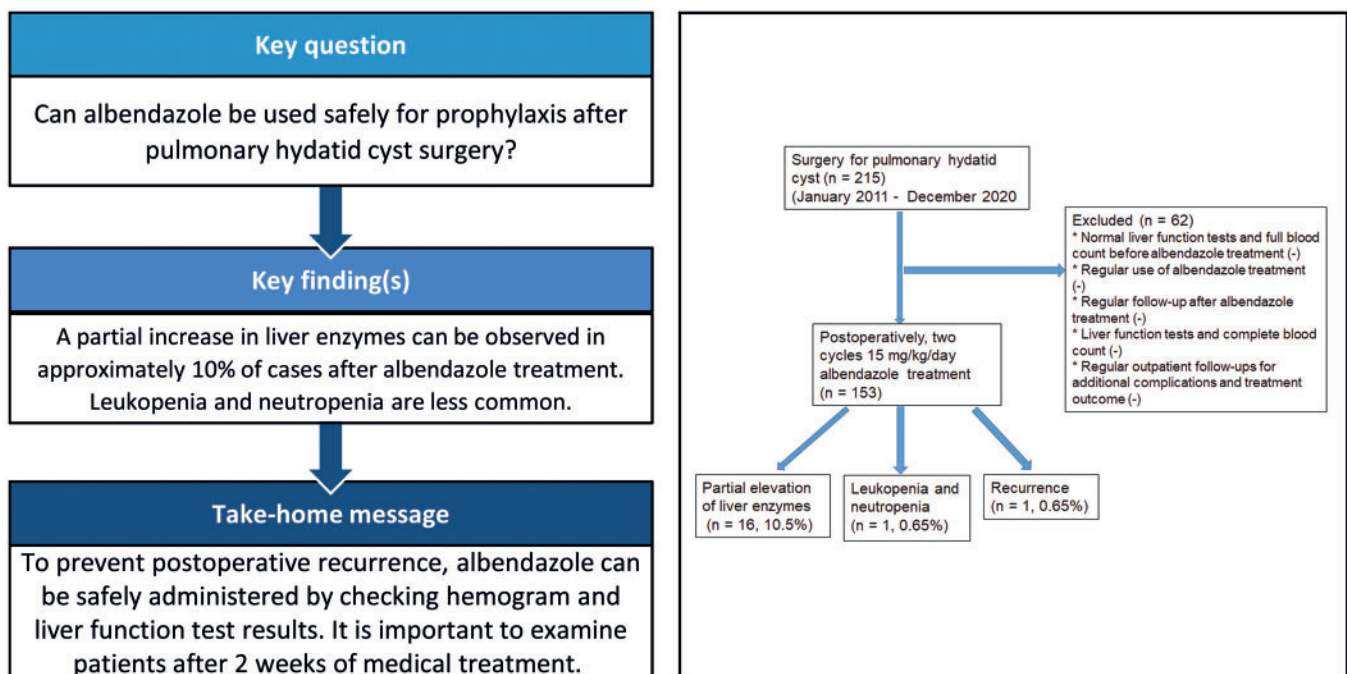 Key question
Can albendazole be used safely for prophylaxis after
pulmonary hydatid cyst surgery?
Key finding(s)
A partial increase in liver enzymes can be observed in
approximately 10% of cases after albendazole treatment.
Leukopenia and neutropenia are less common.
Take-home message
To prevent postoperative recurrence, albendazole can
be safely administered by checking hemogram and
liver function test results. It is important to examine
patients after 2 weeks of medical treatment.
Surgery for pulmonary hydatid
cyst (n = 215)
(January 2011 - December 2020
Excluded (n = 62)
* Normal liver function tests and full blood
count before albendazole treatment (-)
* Regular use of albendazole treatment
(-)
* Regular follow-up after albendazole
treatment (-)
* Liver function tests and complete blood
count (-)
* Regular outpatient follow-ups for
additional complications and treatment
outcome (-)
Postoperatively, two
cycles 15 mg/kg/day
albendazole treatment
(n = 153)
Partial elevation
of liver enzymes
(n = 16, 10.5%)
Leukopenia and
neutropenia
(n = 1, 0.65%)
Recurrence
(n = 1, 0.65%)